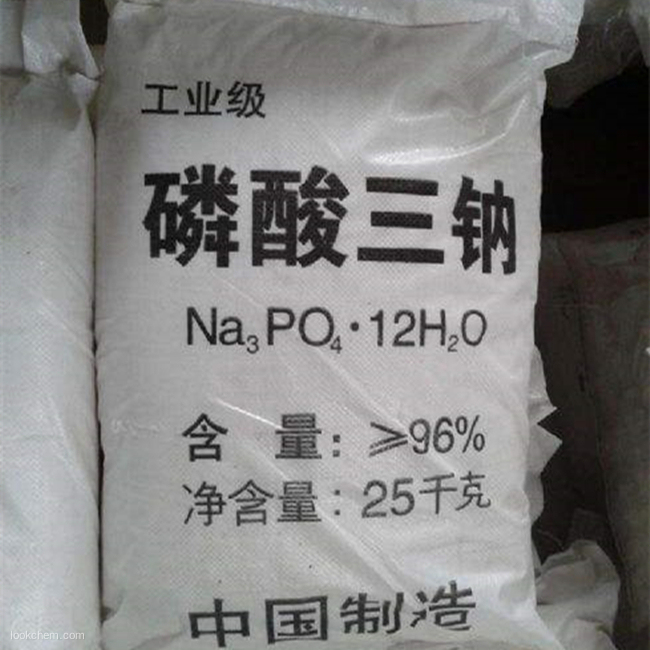 工业级
磷酸三钠
Na₃PO₄·12H₂O
含 量：≥96%
净含量：25千克
中国制造
lookchem.com